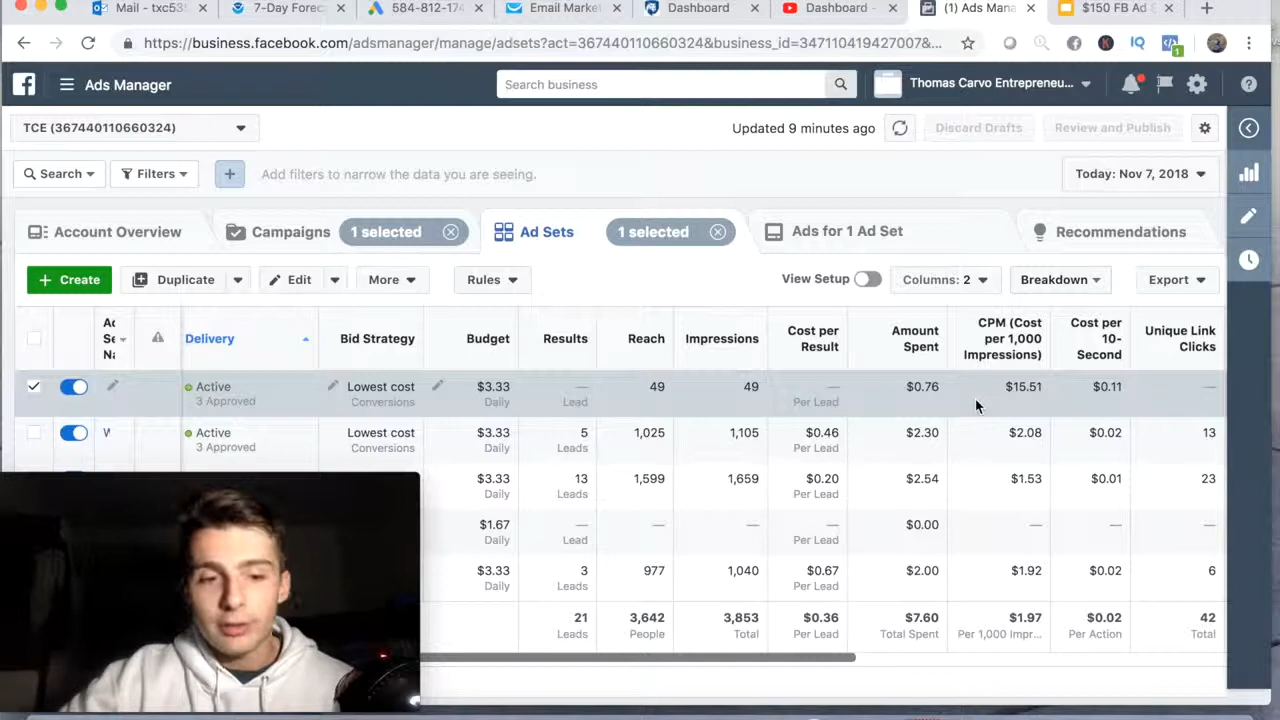 Mail - txc535
7-Day Forec
584-812-174
Email Marke
Dashboard
Dashboard -
(1) Ads Man
$150 FB Ad S
https://business.facebook.com/adsmanager/manage/adsets?act=367440110660324&business_id=347110419427007&...
Ads Manager
Search business
Thomas Carvo Entrepreneu...
TCE (367440110660324)
Updated 9 minutes ago
Discard Drafts
Review and Publish
Search
Filters
Add filters to narrow the data you are seeing.
Today: Nov 7, 2018
Account Overview
Campaigns
1 selected
Ad Sets
1 selected
Ads for 1 Ad Set
Recommendations
+ Create
Duplicate
Edit
More
Rules
View Setup
Columns: 2
Breakdown
Export
Ad Se Na
Delivery
Bid Strategy
Budget
Results
Reach
Impressions
Cost per Result
Amount Spent
CPM (Cost per 1,000 Impressions)
Cost per 10-Second
Unique Link Clicks
Active Lowest cost $3.33 — 49 49 — $0.76 $15.51 $0.11 —
3 Approved Conversions Daily Lead Per Lead
W Active Lowest cost $3.33 5 1,025 1,105 $0.46 $2.30 $2.08 $0.02 13
3 Approved Conversions Daily Leads Per Lead
$3.33 13 1,599 1,659 $0.20 $2.54 $1.53 $0.01 23
Daily Leads Per Lead
$1.67 — — — — $0.00 — — —
Daily Lead Per Lead
$3.33 3 977 1,040 $0.67 $2.00 $1.92 $0.02 6
Daily Leads Per Lead
21 3,642 3,853 $0.36 $7.60 $1.97 $0.02 42
Leads People Total Per Lead Total Spent Per 1,000 Impr... Per Action Total